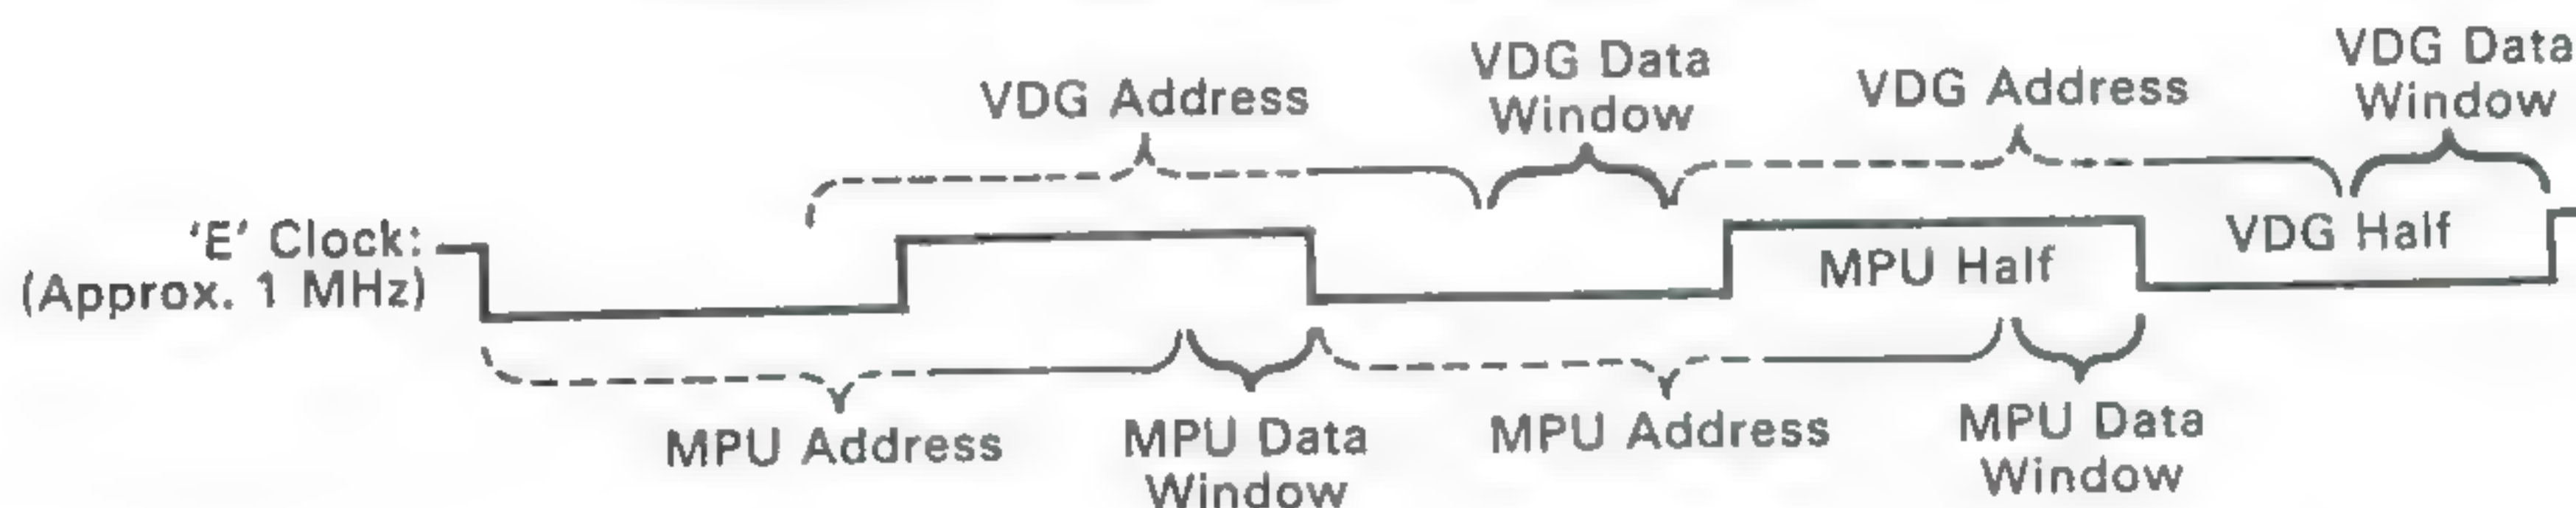 VDG Address
VDG Data
Window
VDG Address
VDG Data
Window
'E' Clock:
(Approx. 1 MHz)
MPU Half
VDG Half
MPU Address
MPU Data
Window
MPU Address
MPU Data
Window